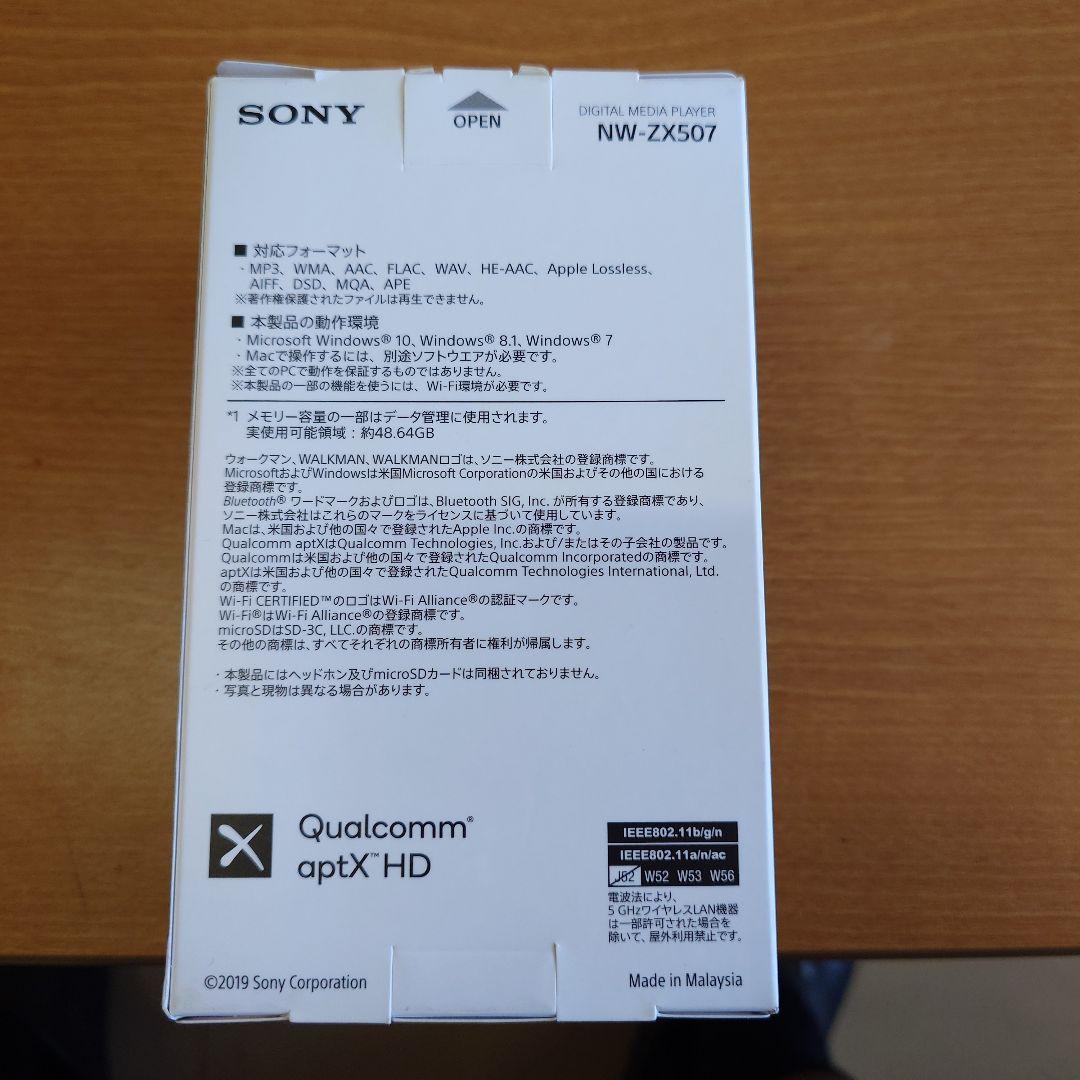 SONY
OPEN
DIGITAL MEDIA PLAYER
NW-ZX507
■ 対応フォーマット
・MP3、WMA、AAC、FLAC、WAV、HE-AAC、Apple Lossless、
AIFF、DSD、MQA、APE
※著作権保護されたファイルは再生できません。
■ 本製品の動作環境
・Microsoft Windows® 10、Windows® 8.1、Windows® 7
・Macで操作するには、別途ソフトウエアが必要です。
※全てのPCで動作を保証するものではありません。
※本製品の一部の機能を使うには、Wi-Fi環境が必要です。
*1 メモリー容量の一部はデータ管理に使用されます。
実使用可能領域：約48.64GB
ウォークマン、WALKMAN、WALKMANロゴは、ソニー株式会社の登録商標です。
MicrosoftおよびWindowsは米国Microsoft Corporationの米国およびその他の国における
登録商標です。
Bluetooth® ワードマークおよびロゴは、Bluetooth SIG, Inc. が所有する登録商標であり、
ソニー株式会社はこれらのマークをライセンスに基づいて使用しています。
Macは、米国および他の国々で登録されたApple Inc.の商標です。
Qualcomm aptXはQualcomm Technologies, Inc.および/またはその子会社の製品です。
Qualcommは米国および他の国々で登録されたQualcomm Incorporatedの商標です。
aptXは米国および他の国々で登録されたQualcomm Technologies International, Ltd.
の商標です。
Wi-Fi CERTIFIED™のロゴはWi-Fi Alliance®の認証マークです。
Wi-Fi®はWi-Fi Alliance®の登録商標です。
microSDはSD-3C, LLC.の商標です。
その他の商標は、すべてそれぞれの商標所有者に権利が帰属します。
・本製品にはヘッドホン及びmicroSDカードは同梱されておりません。
・写真と現物は異なる場合があります。
Qualcomm®
aptX™ HD
IEEE802.11b/g/n
IEEE802.11a/n/ac
J52 W52 W53 W56
電波法により、
5 GHzワイヤレスLAN機器
は一部許可された場合を
除いて、屋外利用禁止です。
©2019 Sony Corporation
Made in Malaysia